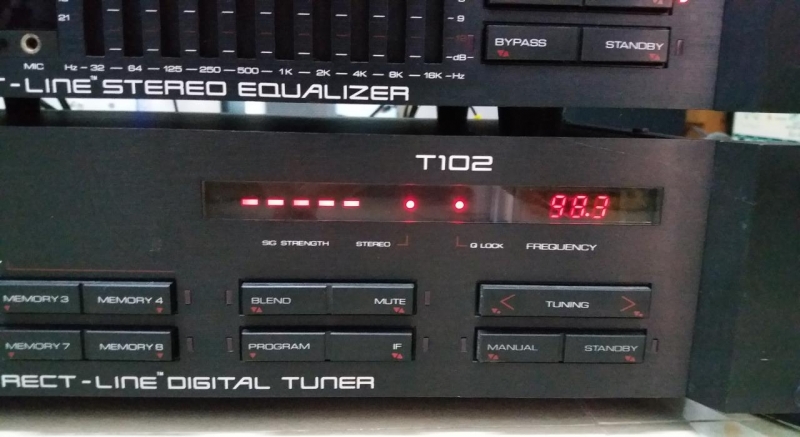 21
9
BYPASS STANDBY
dB
MIC Hz 32 64 125 250 500 1K 2K 4K 8K 16K Hz
T-LINE™ STEREO EQUALIZER
T102
98.3
SIG STRENGTH STEREO Q LOCK FREQUENCY
MEMORY 3 MEMORY 4 BLEND MUTE < TUNING >
MEMORY 7 MEMORY 8 PROGRAM IF MANUAL STANDBY
RECT-LINE™ DIGITAL TUNER